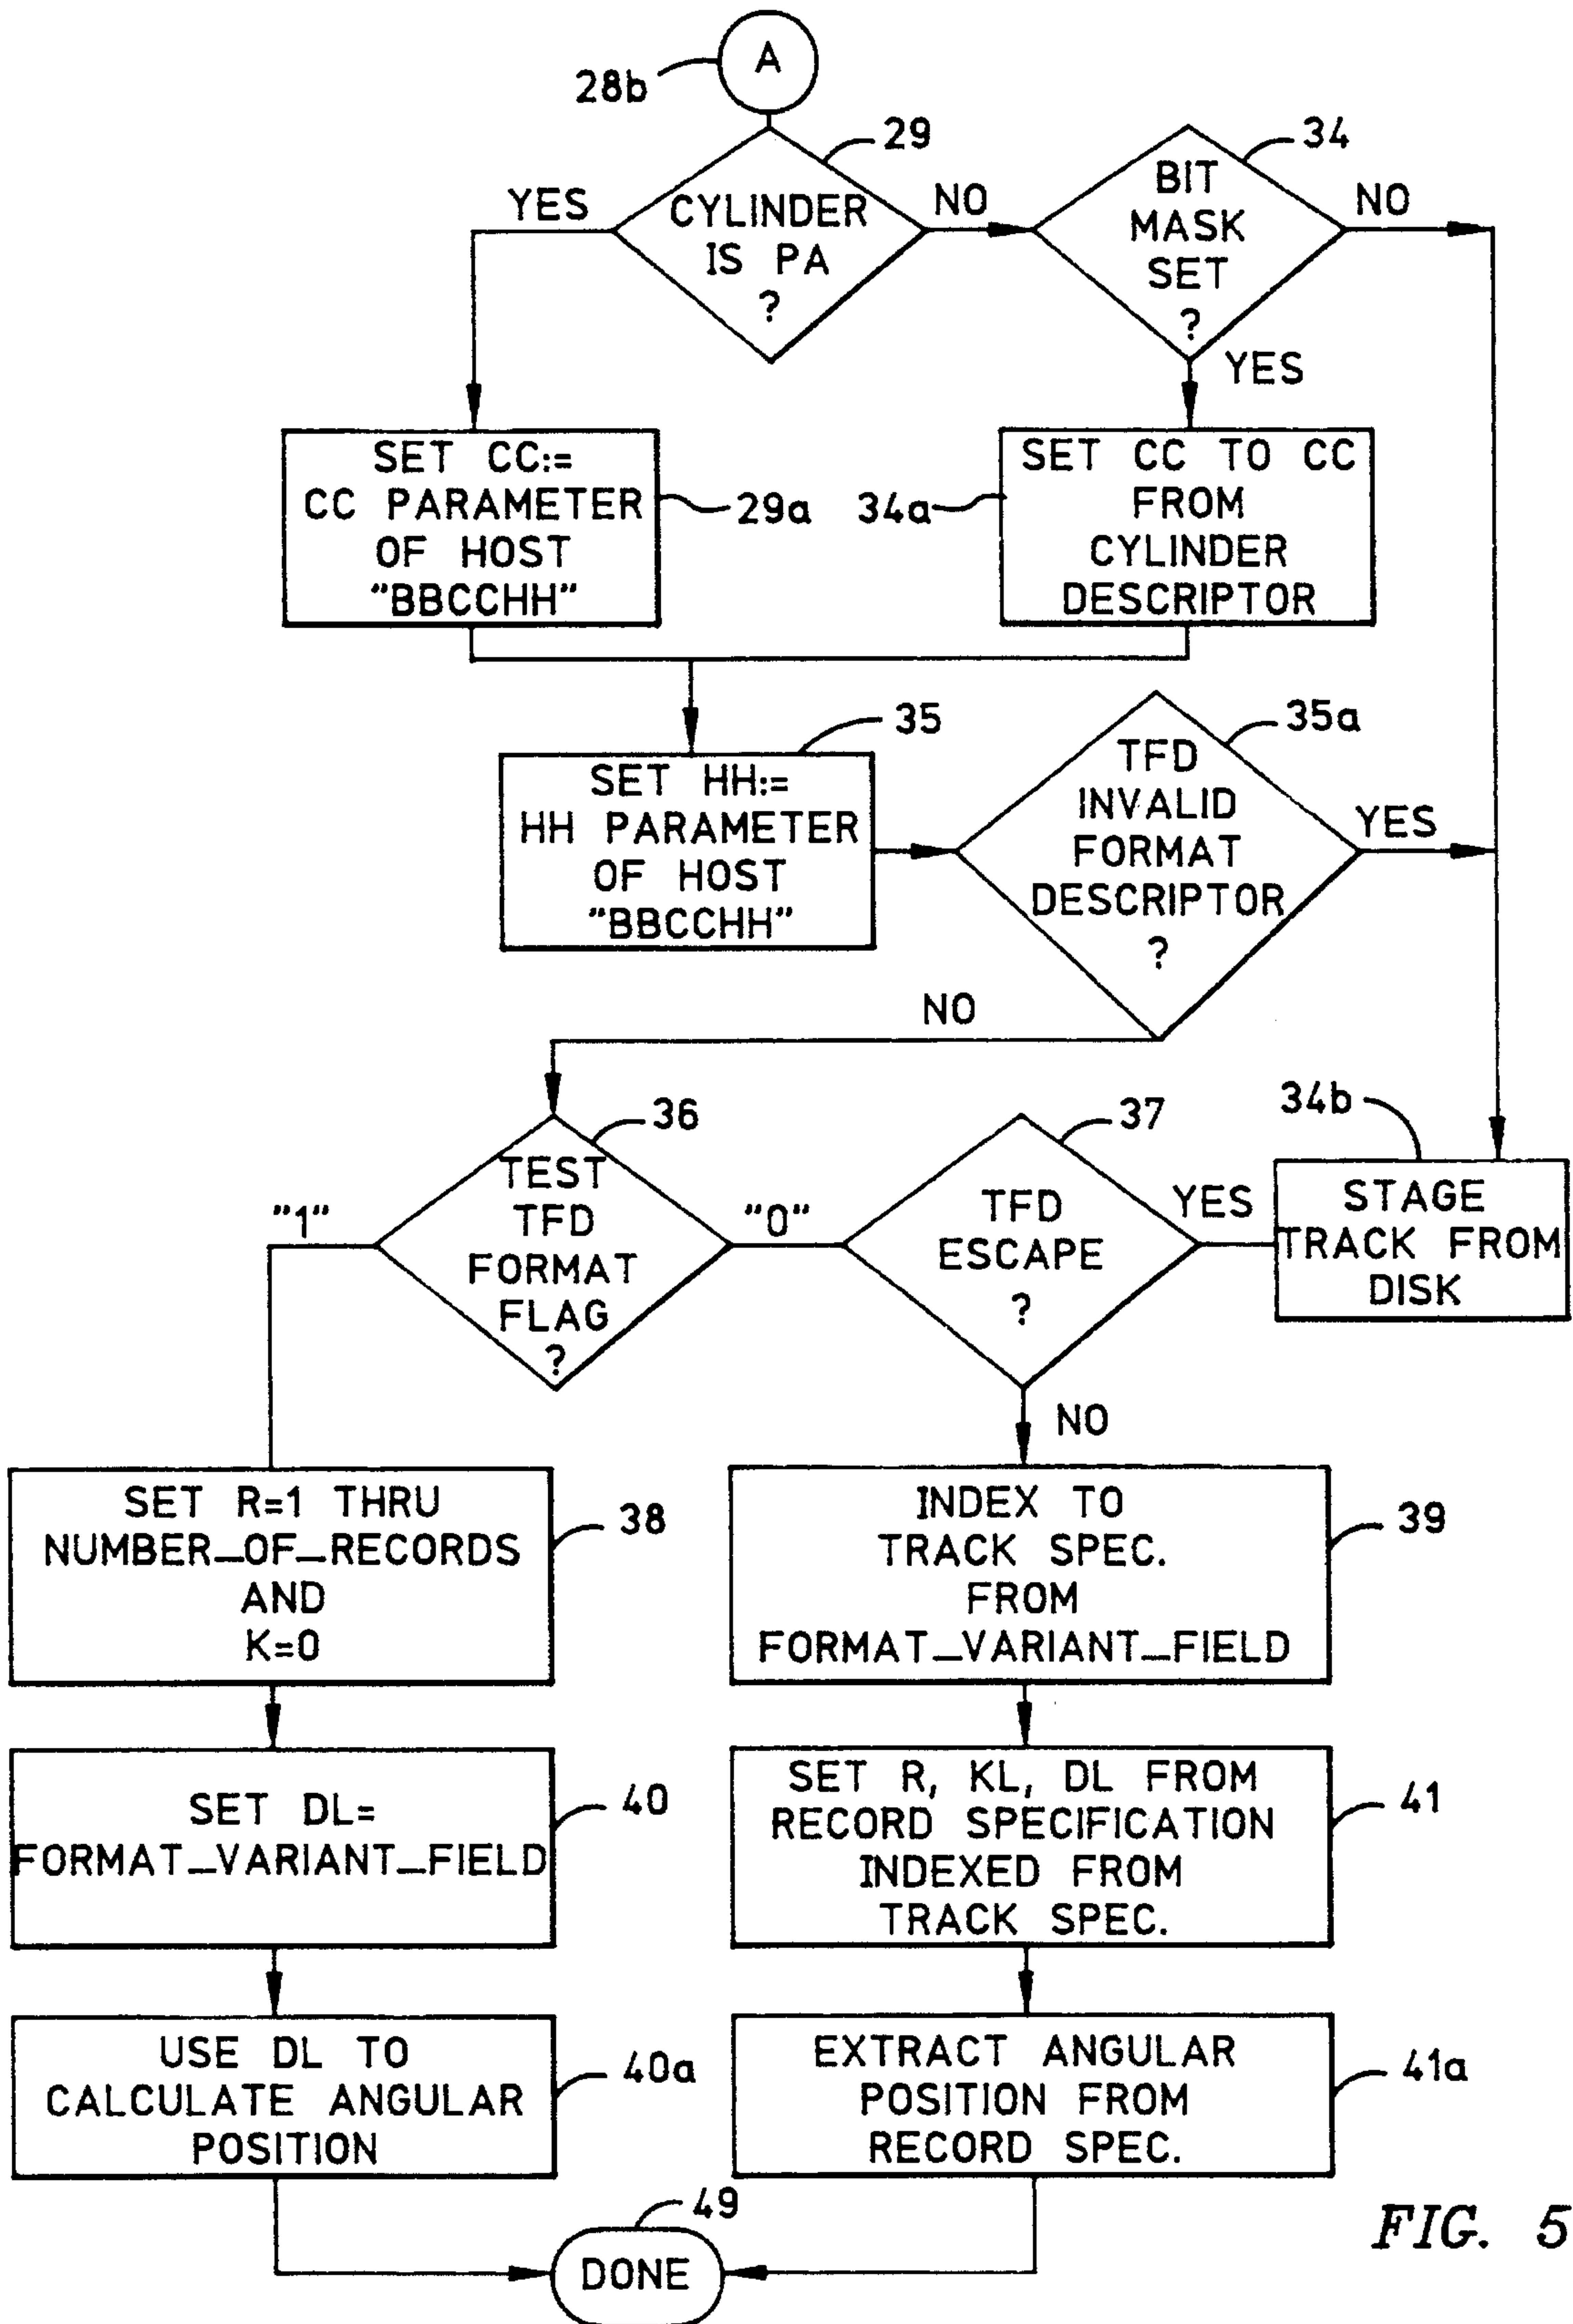 A
28b
29
34
YES
CYLINDER
IS PA
?
NO
BIT
MASK
SET
?
NO
YES
SET CC:=
CC PARAMETER
OF HOST
"BBCCHH"
29a
34a
SET CC TO CC
FROM
CYLINDER
DESCRIPTOR
35
SET HH:=
HH PARAMETER
OF HOST
"BBCCHH"
35a
TFD
INVALID
FORMAT
DESCRIPTOR
?
YES
NO
36
TEST
TFD
FORMAT
FLAG
?
"1"
"0"
37
TFD
ESCAPE
?
YES
34b
STAGE
TRACK FROM
DISK
NO
SET R=1 THRU
NUMBER_OF_RECORDS
AND
K=0
38
INDEX TO
TRACK SPEC.
FROM
FORMAT_VARIANT_FIELD
39
SET DL=
FORMAT_VARIANT_FIELD
40
SET R, KL, DL FROM
RECORD SPECIFICATION
INDEXED FROM
TRACK SPEC.
41
USE DL TO
CALCULATE ANGULAR
POSITION
40a
EXTRACT ANGULAR
POSITION FROM
RECORD SPEC.
41a
49
DONE
FIG. 5